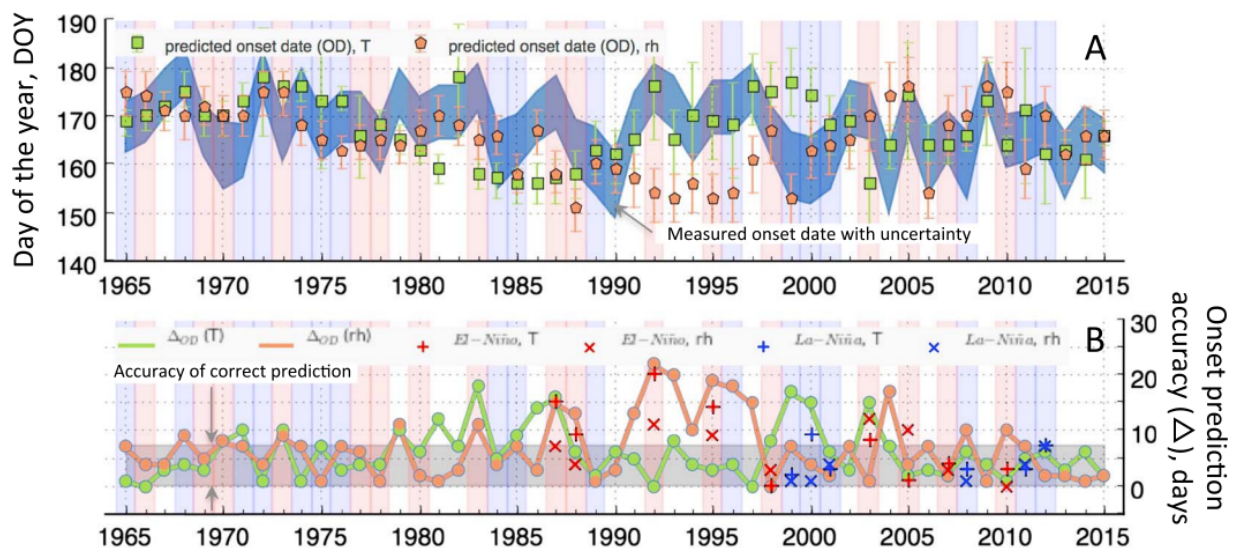 190
180
170
160
150
140
Day of the year, DOY
predicted onset date (OD), T
predicted onset date (OD), rh
A
Measured onset date with uncertainty
1965 1970 1975 1980 1985 1990 1995 2000 2005 2010 2015
Δ_OD (T)
Δ_OD (rh)
El-Niño, T
El-Niño, rh
La-Niña, T
La-Niña, rh
B
Accuracy of correct prediction
30
20
10
0
Onset prediction
accuracy (Δ), days
1965 1970 1975 1980 1985 1990 1995 2000 2005 2010 2015